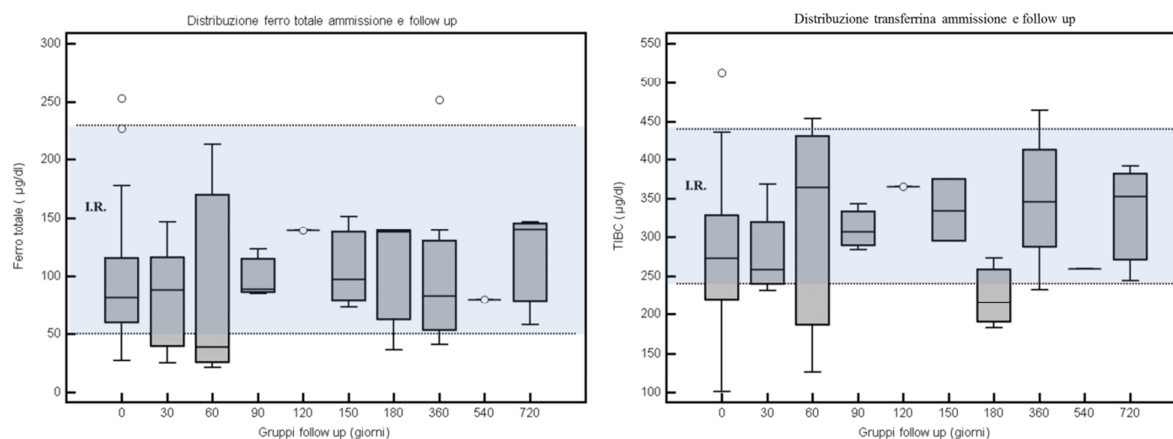 Distribuzione ferro totale ammissione e follow up
300
250
200
150
100
50
0
Ferro totale ( µg/dl)
I.R.
0 30 60 90 120 150 180 360 540 720
Gruppi follow up (giorni)
Distribuzione transferrina ammissione e follow up
550
500
450
400
350
300
250
200
150
100
TIBC ( µg/dl)
I.R.
0 30 60 90 120 150 180 360 540 720
Gruppi follow up (giorni)